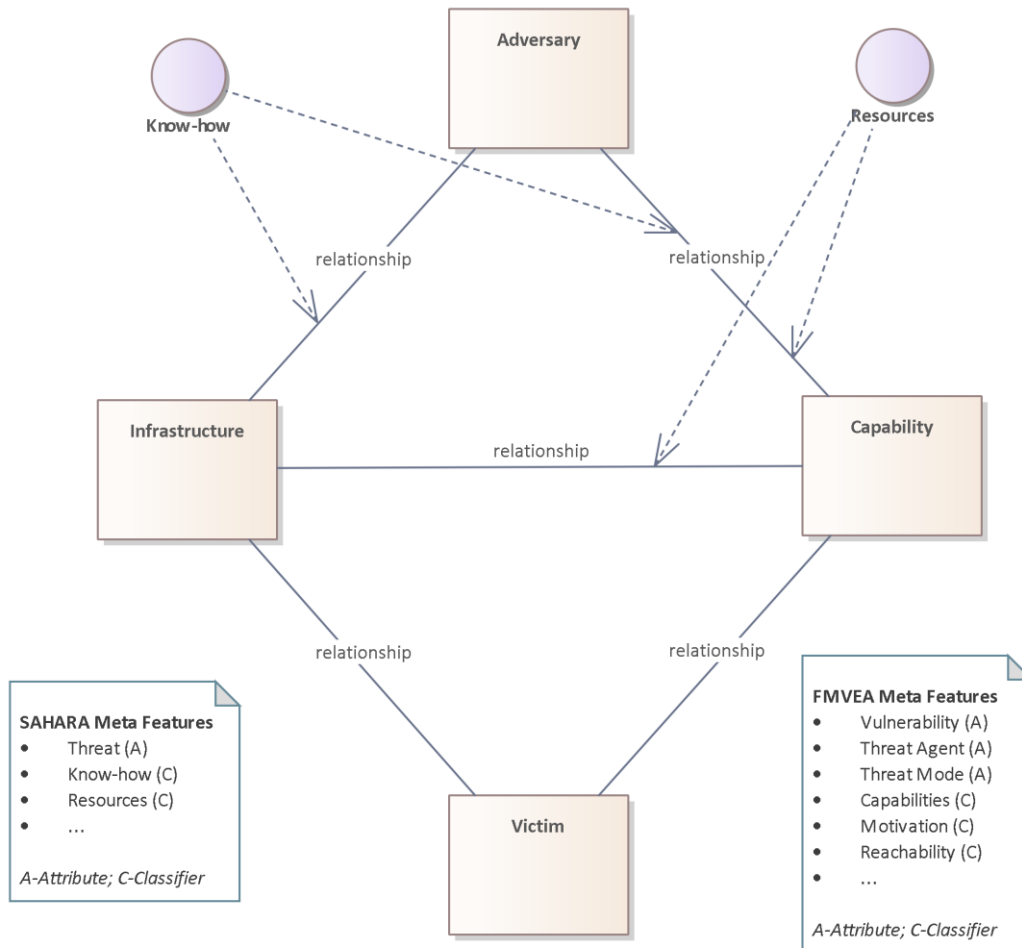 Adversary
Know-how
Resources
relationship
relationship
Infrastructure
Capability
relationship
relationship
relationship
SAHARA Meta Features
• Threat (A)
• Know-how (C)
• Resources (C)
• ...
A-Attribute; C-Classifier
FMVEA Meta Features
• Vulnerability (A)
• Threat Agent (A)
• Threat Mode (A)
• Capabilities (C)
• Motivation (C)
• Reachability (C)
• ...
A-Attribute; C-Classifier
Victim